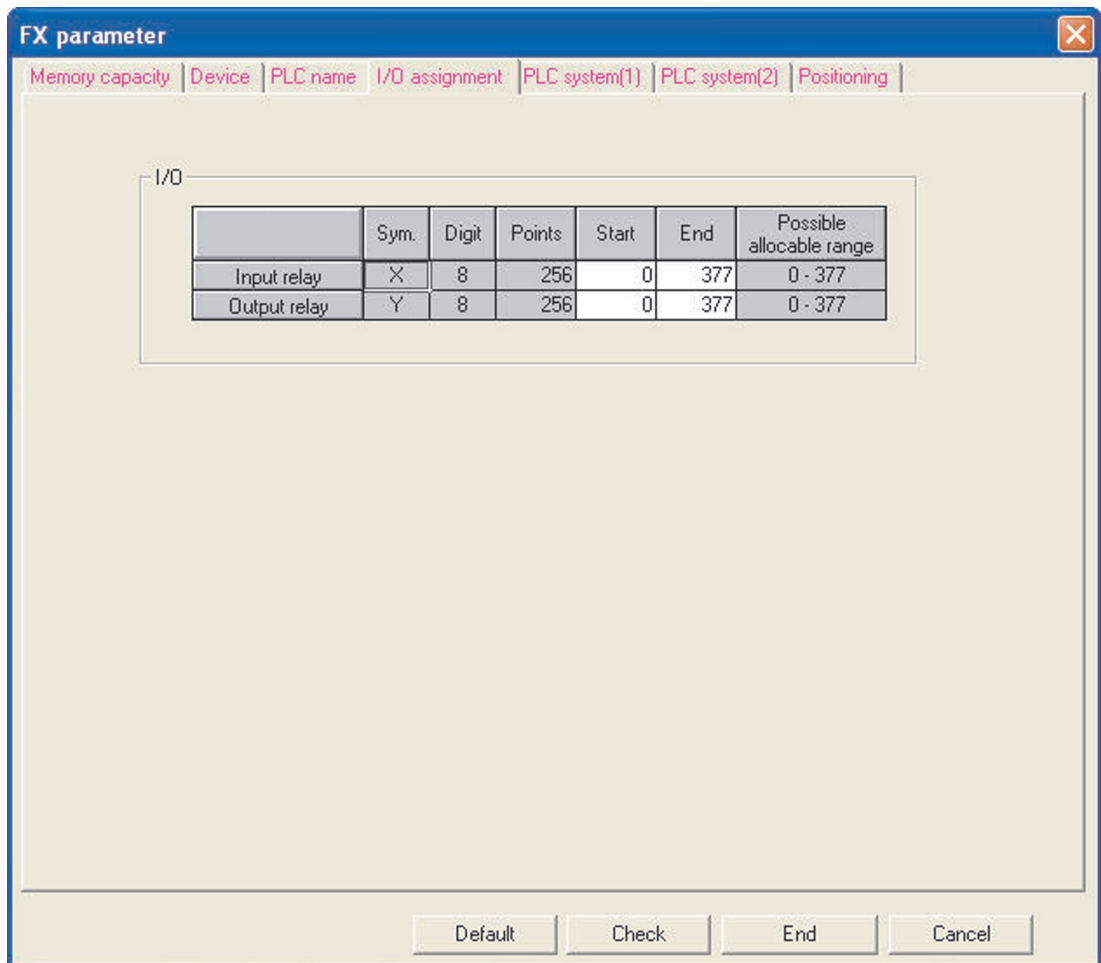 FX parameter
Memory capacity Device PLC name I/O assignment PLC system(1) PLC system(2) Positioning
I/O
Sym. Digit Points Start End Possible allocable range
Input relay X 8 256 0 377 0 - 377
Output relay Y 8 256 0 377 0 - 377
Default Check End Cancel